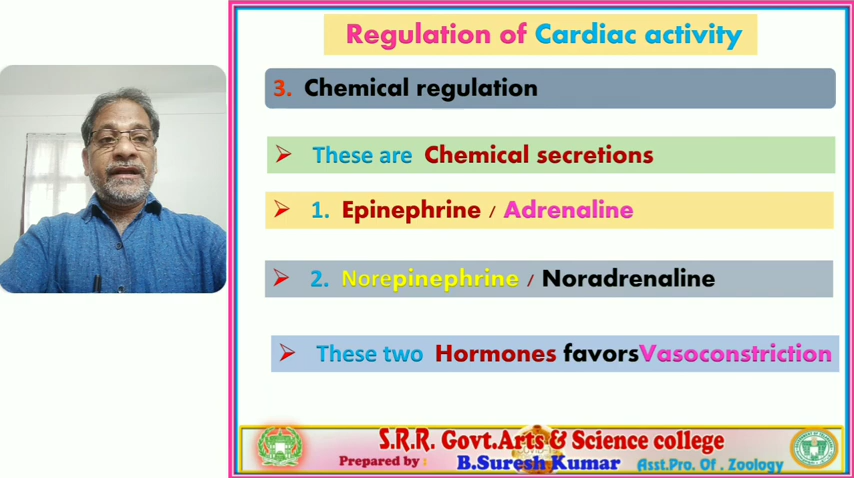 Regulation of Cardiac activity
3. Chemical regulation
➢ These are Chemical secretions
➢ 1. Epinephrine / Adrenaline
➢ 2. Norepinephrine / Noradrenaline
➢ These two Hormones favorsVasoconstriction
S.R.R. Govt.Arts & Science college
Prepared by : B.Suresh Kumar Asst.Pro. Of . Zoology